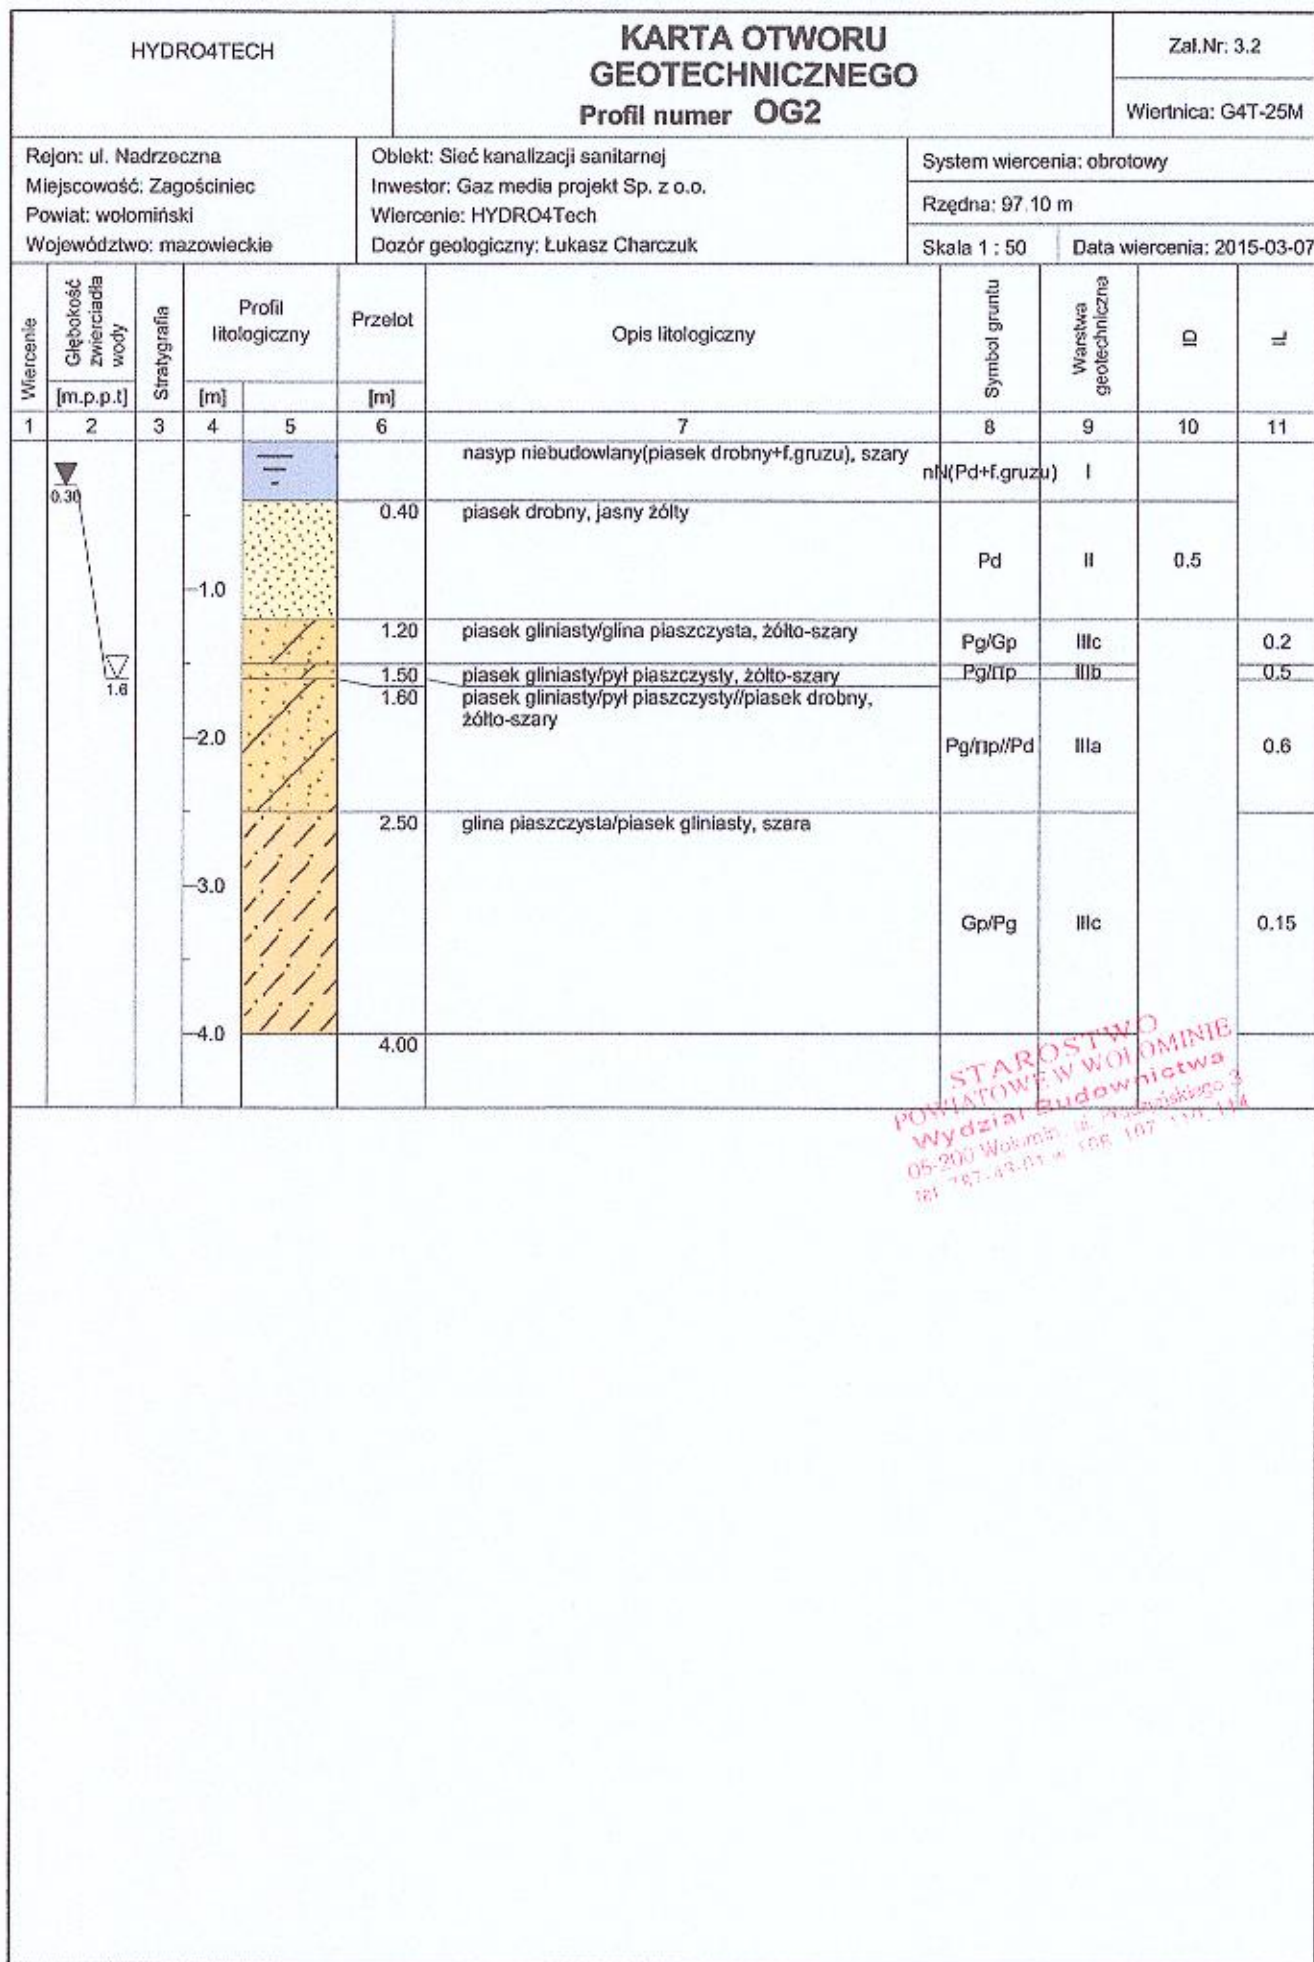 HYDRO4TECH
KARTA OTWORU
GEOTECHNICZNEGO
Profil numer OG2
Zał.Nr: 3.2
Wiertnica: G4T-25M
Rejon: ul. Nadrzeczna
Miejscowość: Zagościniec
Powiat: wołomiński
Województwo: mazowieckie
Obiekt: Sieć kanalizacji sanitarnej
Inwestor: Gaz media projekt Sp. z o.o.
Wiercenie: HYDRO4Tech
Dozór geologiczny: Łukasz Charczuk
System wiercenia: obrotowy
Rzędna: 97.10 m
Skala 1 : 50 Data wiercenia: 2015-03-07
Wiercenie
Głębokość
zwierciadła
wody
[m.p.p.t]
Stratygrafia
Profil
litologiczny
[m]
Przelot
[m]
Opis litologiczny
Symbol gruntu
Warstwa
geotechniczna
ID
IL
1 2 3 4 5 6 7 8 9 10 11
nasyp niebudowlany(piasek drobny+f.gruzu), szary
nN(Pd+f.gruzu) I
0.30
0.40 piasek drobny, jasny żółty
Pd II 0.5
1.0
1.20 piasek gliniasty/glina piaszczysta, żółto-szary
Pg/Gp IIIc 0.2
1.50 piasek gliniasty/pył piaszczysty, żółto-szary
Pg/Πp IIIb 0.5
1.6
1.60 piasek gliniasty/pył piaszczysty//piasek drobny,
żółto-szary
2.0
Pg/Πp//Pd IIIa 0.6
2.50 glina piaszczysta/piasek gliniasty, szara
3.0
Gp/Pg IIIc 0.15
4.0
4.00
STAROSTWO
POWIATOWE W WOŁOMINIE
Wydział Budownictwa
05-200 Wołomin, ul. 3